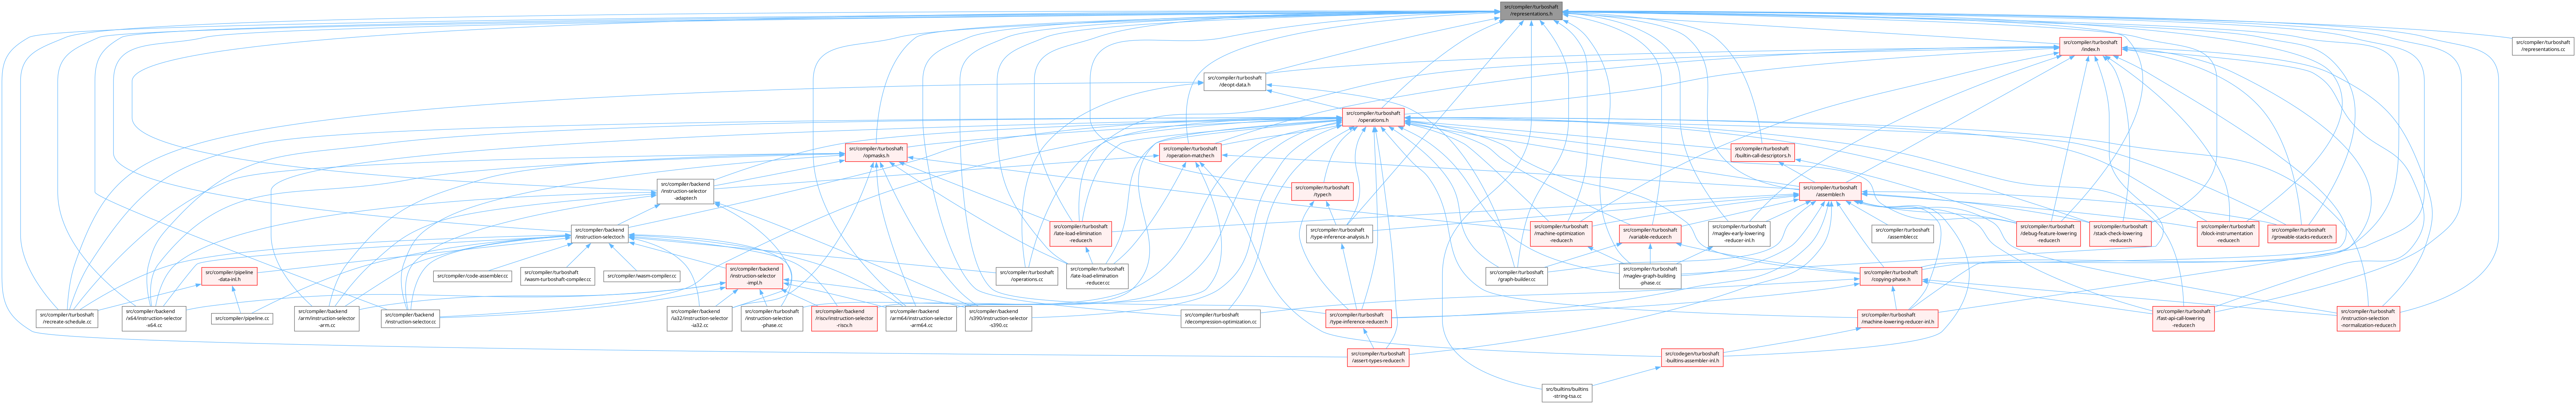 src/compiler/turboshaft
/representations.h
src/compiler/turboshaft
/index.h
src/compiler/turboshaft
/representations.cc
src/compiler/turboshaft
/deopt-data.h
src/compiler/turboshaft
/operations.h
src/compiler/turboshaft
/opmasks.h
src/compiler/turboshaft
/operation-matcher.h
src/compiler/turboshaft
/builtin-call-descriptors.h
src/compiler/backend
/instruction-selector
-adapter.h
src/compiler/turboshaft
/typer.h
src/compiler/turboshaft
/assembler.h
src/compiler/backend
/instruction-selector.h
src/compiler/turboshaft
/late-load-elimination
-reducer.h
src/compiler/turboshaft
/type-inference-analysis.h
src/compiler/turboshaft
/machine-optimization
-reducer.h
src/compiler/turboshaft
/variable-reducer.h
src/compiler/turboshaft
/maglev-early-lowering
-reducer-inl.h
src/compiler/turboshaft
/assembler.cc
src/compiler/turboshaft
/debug-feature-lowering
-reducer.h
src/compiler/turboshaft
/stack-check-lowering
-reducer.h
src/compiler/turboshaft
/block-instrumentation
-reducer.h
src/compiler/turboshaft
/growable-stacks-reducer.h
src/compiler/pipeline
-data-inl.h
src/compiler/code-assembler.cc
src/compiler/turboshaft
/wasm-turboshaft-compiler.cc
src/compiler/wasm-compiler.cc
src/compiler/backend
/instruction-selector
-impl.h
src/compiler/turboshaft
/operations.cc
src/compiler/turboshaft
/late-load-elimination
-reducer.cc
src/compiler/turboshaft
/graph-builder.cc
src/compiler/turboshaft
/maglev-graph-building
-phase.cc
src/compiler/turboshaft
/copying-phase.h
src/compiler/turboshaft
/recreate-schedule.cc
src/compiler/backend
/x64/instruction-selector
-x64.cc
src/compiler/pipeline.cc
src/compiler/backend
/arm/instruction-selector
-arm.cc
src/compiler/backend
/instruction-selector.cc
src/compiler/backend
/ia32/instruction-selector
-ia32.cc
src/compiler/turboshaft
/instruction-selection
-phase.cc
src/compiler/backend
/riscv/instruction-selector
-riscv.h
src/compiler/backend
/arm64/instruction-selector
-arm64.cc
src/compiler/backend
/s390/instruction-selector
-s390.cc
src/compiler/turboshaft
/decompression-optimization.cc
src/compiler/turboshaft
/type-inference-reducer.h
src/compiler/turboshaft
/machine-lowering-reducer-inl.h
src/compiler/turboshaft
/fast-api-call-lowering
-reducer.h
src/compiler/turboshaft
/instruction-selection
-normalization-reducer.h
src/compiler/turboshaft
/assert-types-reducer.h
src/codegen/turboshaft
-builtins-assembler-inl.h
src/builtins/builtins
-string-tsa.cc